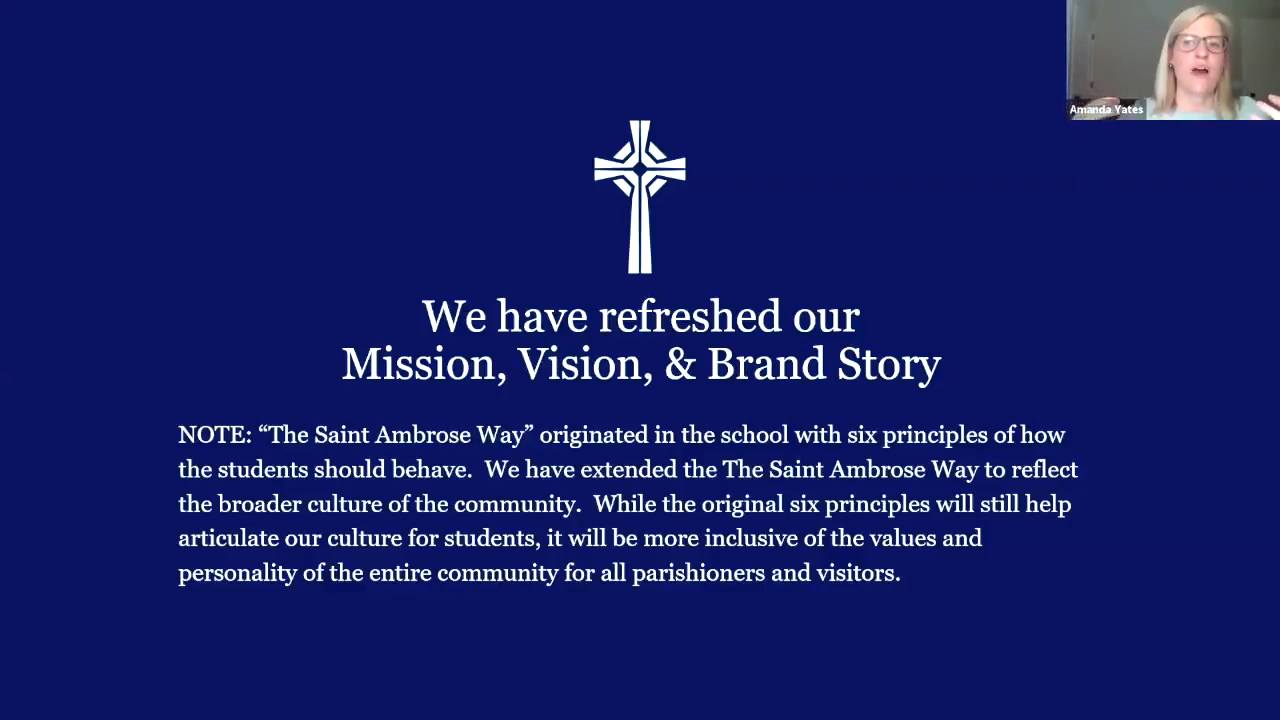 Amanda Yates
We have refreshed our
Mission, Vision, & Brand Story
NOTE: “The Saint Ambrose Way” originated in the school with six principles of how
the students should behave.  We have extended the The Saint Ambrose Way to reflect
the broader culture of the community.  While the original six principles will still help
articulate our culture for students, it will be more inclusive of the values and
personality of the entire community for all parishioners and visitors.